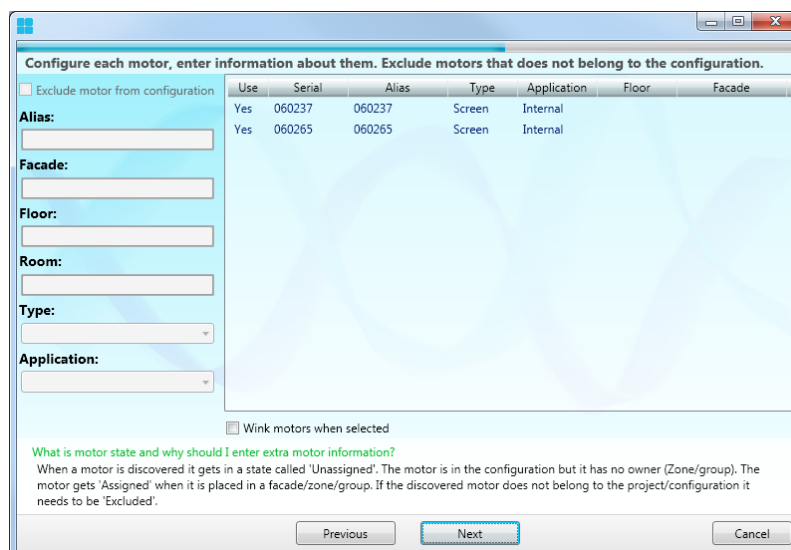 Configure each motor, enter information about them. Exclude motors that does not belong to the configuration.
Exclude motor from configuration
Alias:
Facade:
Floor:
Room:
Type:
Application:
Use Serial Alias Type Application Floor Facade
Yes 060237 060237 Screen Internal
Yes 060265 060265 Screen Internal
Wink motors when selected
What is motor state and why should I enter extra motor information?
When a motor is discovered it gets in a state called 'Unassigned'. The motor is in the configuration but it has no owner (Zone/group). The
motor gets 'Assigned' when it is placed in a facade/zone/group. If the discovered motor does not belong to the project/configuration it
needs to be 'Excluded'.
Previous Next Cancel